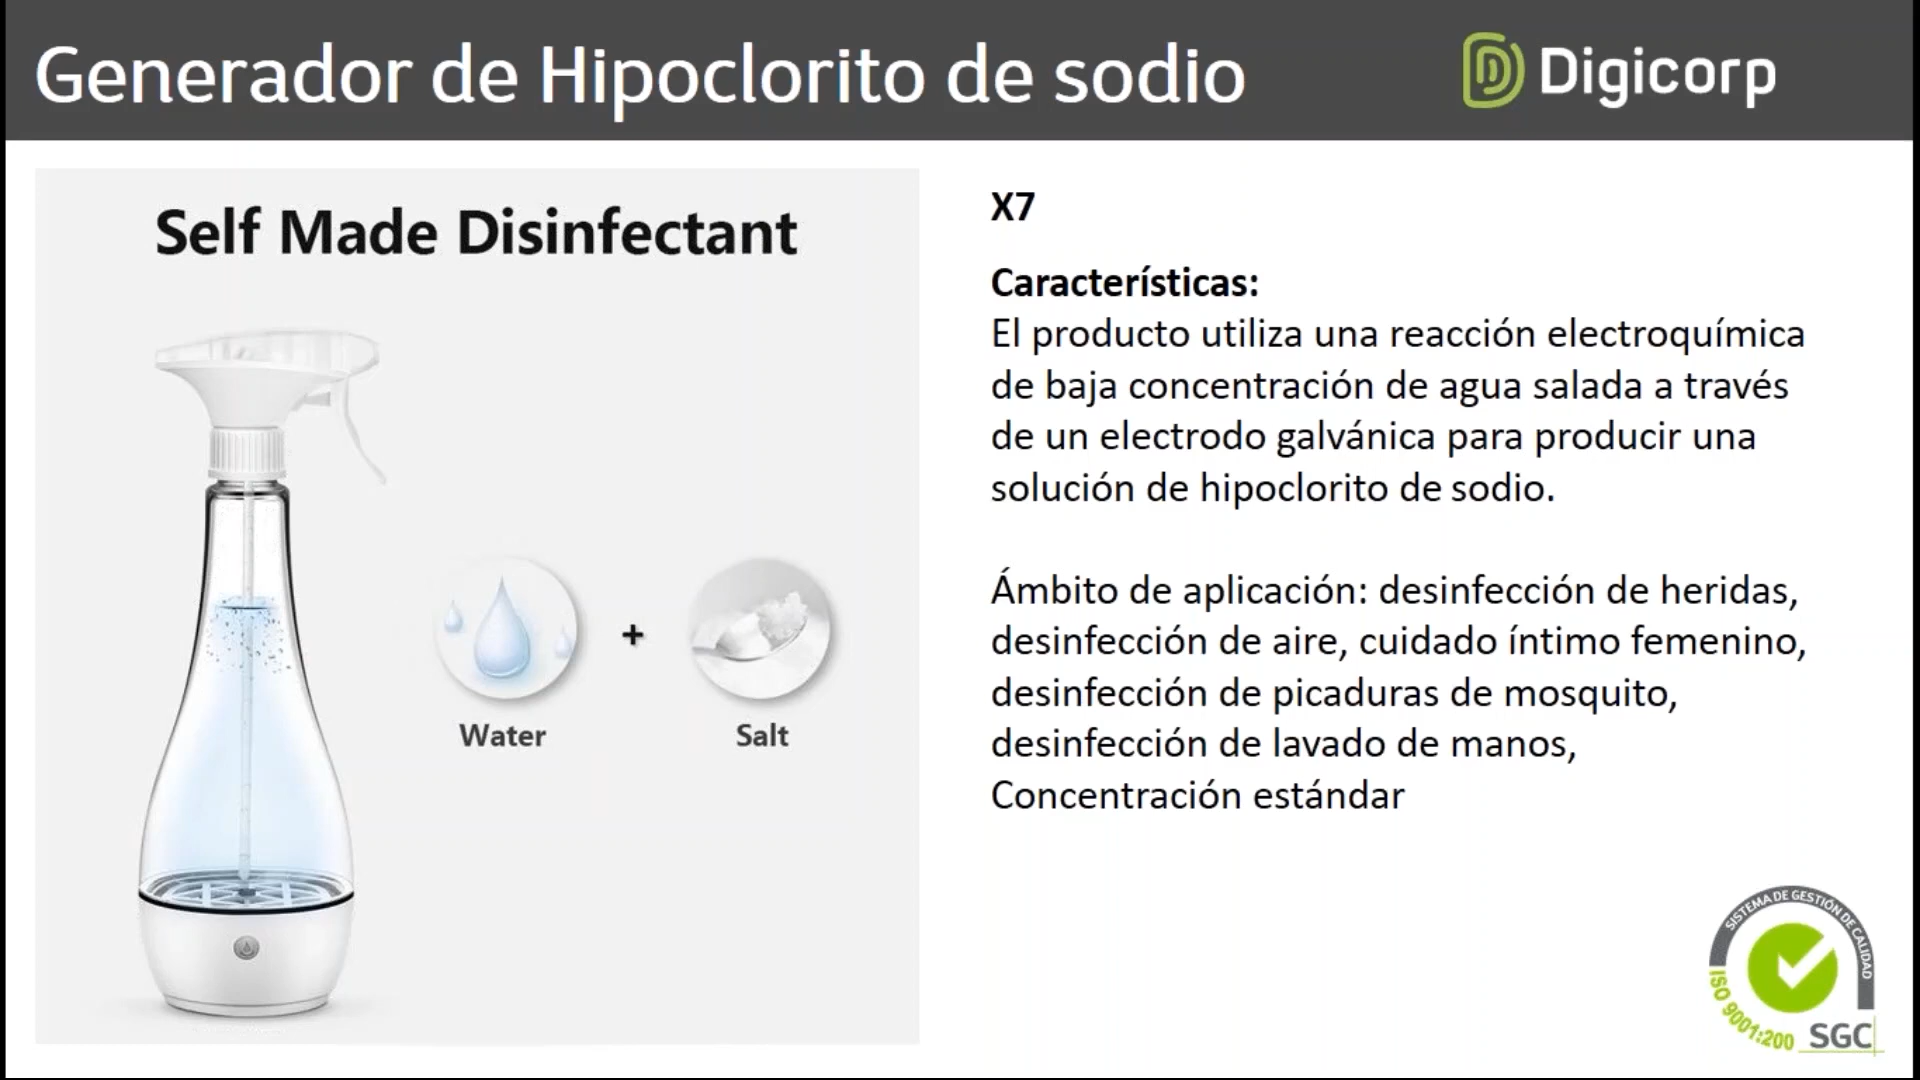 Generador de Hipoclorito de sodio
Digicorp
Self Made Disinfectant
Water
+
Salt
X7
Características:
El producto utiliza una reacción electroquímica
de baja concentración de agua salada a través
de un electrodo galvánica para producir una
solución de hipoclorito de sodio.
Ámbito de aplicación: desinfección de heridas,
desinfección de aire, cuidado íntimo femenino,
desinfección de picaduras de mosquito,
desinfección de lavado de manos,
Concentración estándar
SISTEMA DE GESTIÓN DE CALIDAD
ISO 9001:200
SGC